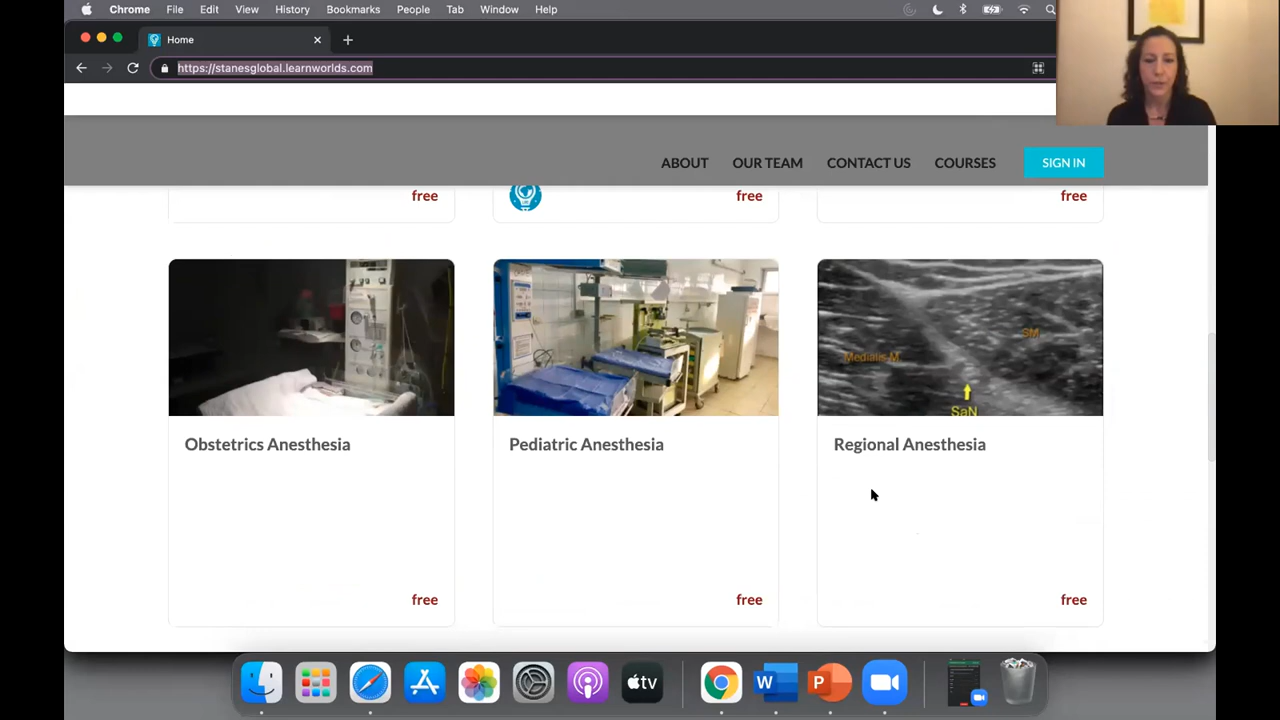 Chrome File Edit View History Bookmarks People Tab Window Help
Home
https://stanesglobal.learnworlds.com
ABOUT OUR TEAM CONTACT US COURSES SIGN IN
free free free
Medialis M
SM
SaN
Obstetrics Anesthesia Pediatric Anesthesia Regional Anesthesia
free free free
tv W P